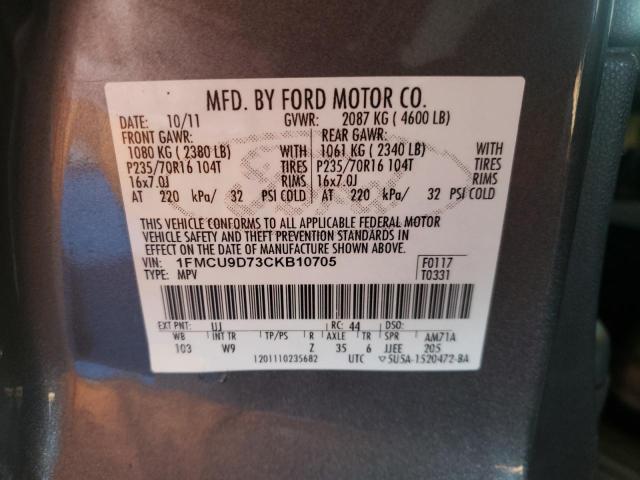 MFD. BY FORD MOTOR CO.
DATE: 10/11 GVWR: 2087 KG ( 4600 LB)
FRONT GAWR: REAR GAWR:
1080 KG ( 2380 LB) WITH 1061 KG ( 2340 LB) WITH
P235/70R16 104T TIRES P235/70R16 104T TIRES
16x7.0J RIMS 16x7.0J RIMS
AT 220 kPa/ 32 PSI COLD AT 220 kPa/ 32 PSI COLD
THIS VEHICLE CONFORMS TO ALL APPLICABLE FEDERAL MOTOR
VEHICLE SAFETY AND THEFT PREVENTION STANDARDS IN
EFFECT ON THE DATE OF MANUFACTURE SHOWN ABOVE.
VIN: 1FMCU9D73CKB10705 F0117
TYPE: MPV T0331
EXT PNT: UJ RC: 44 DSO:
WB INT TR TP/PS R AXLE TR SPR AM71A
103 W9 Z 35 6 JJEE 205
1201110235682 UTC ▽5U5A-1520472-BA